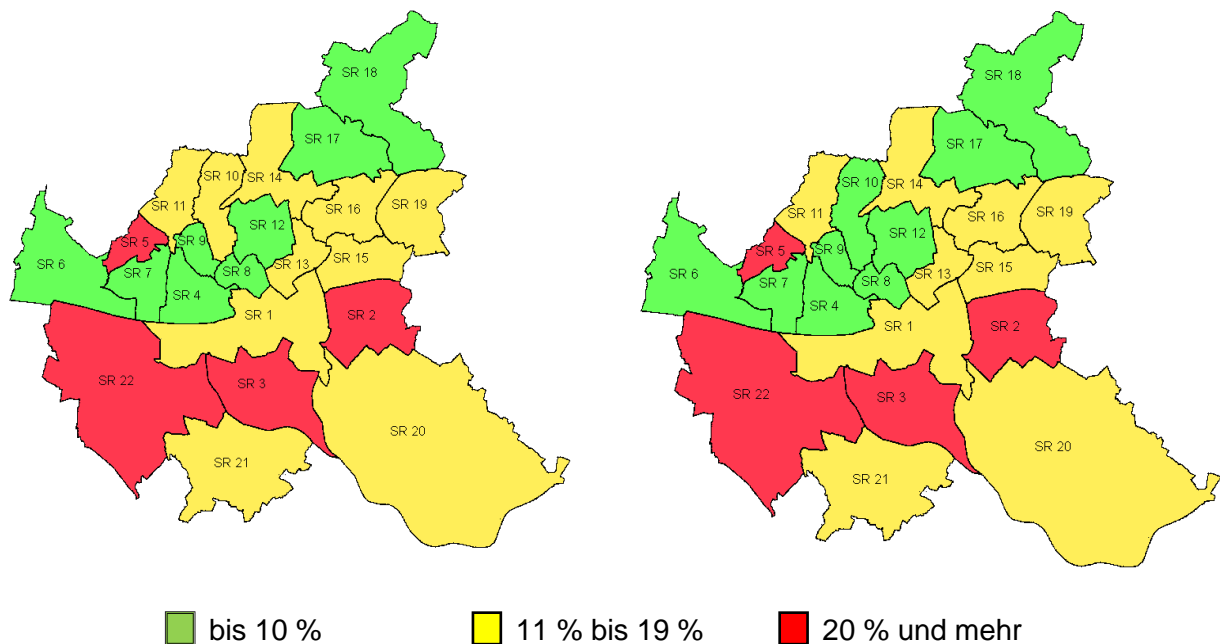 SR 18
SR 17
SR 10
SR 14
SR 11
SR 16
SR 19
SR 12
SR 5
SR 9
SR 6
SR 7
SR 8
SR 13
SR 15
SR 4
SR 1
SR 2
SR 22
SR 3
SR 20
SR 21
SR 18
SR 17
SR 10
SR 14
SR 11
SR 16
SR 19
SR 12
SR 5
SR 9
SR 6
SR 7
SR 8
SR 13
SR 15
SR 4
SR 1
SR 2
SR 22
SR 3
SR 20
SR 21
bis 10 %
11 % bis 19 %
20 % und mehr